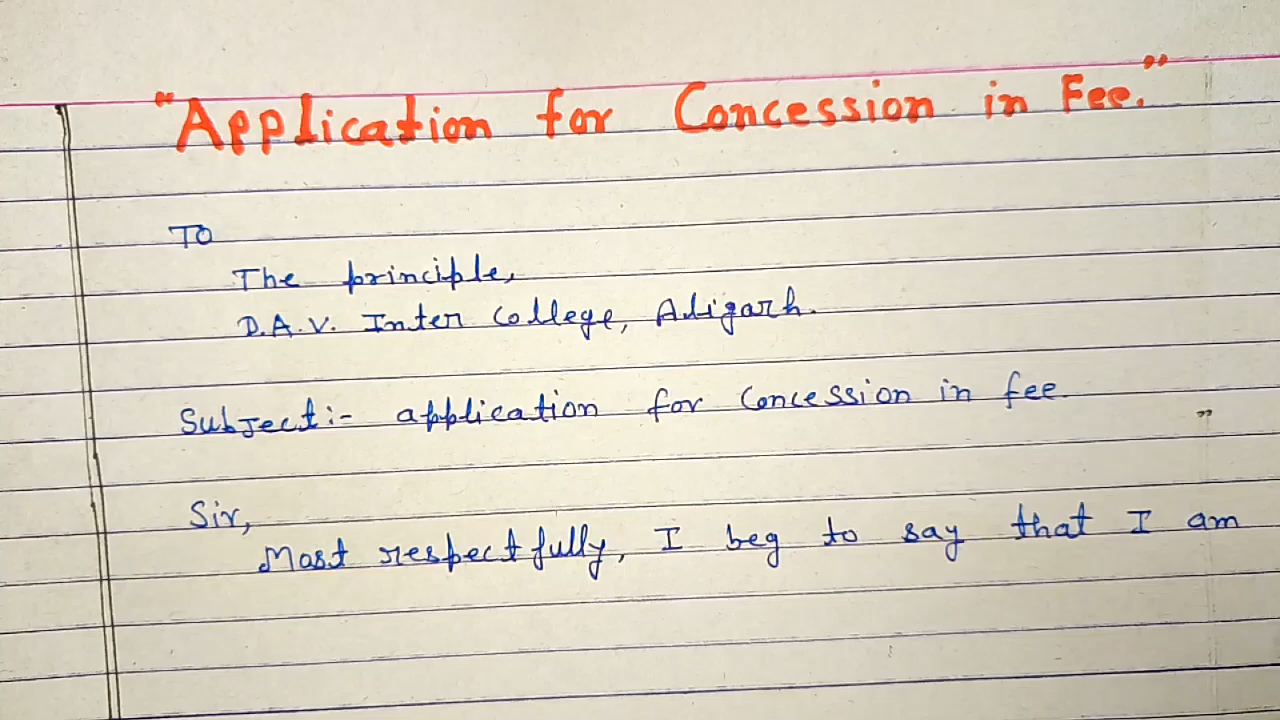 "Application for Concession in Fee."
To
The principle,
D.A.V. Inter College, Aligarh.
Subject:- application for Concession in fee
"
Sir,
Most respectfully, I beg to say that I am